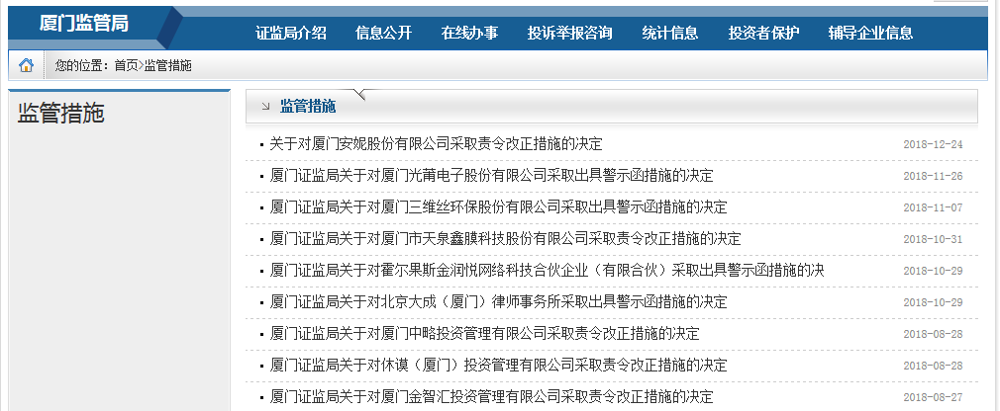 厦门监管局
证监局介绍 信息公开 在线办事 投诉举报咨询 统计信息 投资者保护 辅导企业信息
您的位置：首页>监管措施
监管措施
监管措施
关于对厦门安妮股份有限公司采取责令改正措施的决定 2018-12-24
厦门证监局关于对厦门光莆电子股份有限公司采取出具警示函措施的决定 2018-11-26
厦门证监局关于对厦门三维丝环保股份有限公司采取出具警示函措施的决定 2018-11-07
厦门证监局关于对厦门市天泉鑫膜科技股份有限公司采取责令改正措施的决定 2018-10-31
厦门证监局关于对霍尔果斯金润悦网络科技合伙企业（有限合伙）采取出具警示函措施的决 2018-10-29
厦门证监局关于对北京大成（厦门）律师事务所采取出具警示函措施的决定 2018-10-29
厦门证监局关于对厦门中略投资管理有限公司采取责令改正措施的决定 2018-08-28
厦门证监局关于对休谟（厦门）投资管理有限公司采取责令改正措施的决定 2018-08-28
厦门证监局关于对厦门金智汇投资管理有限公司采取责令改正措施的决定 2018-08-27